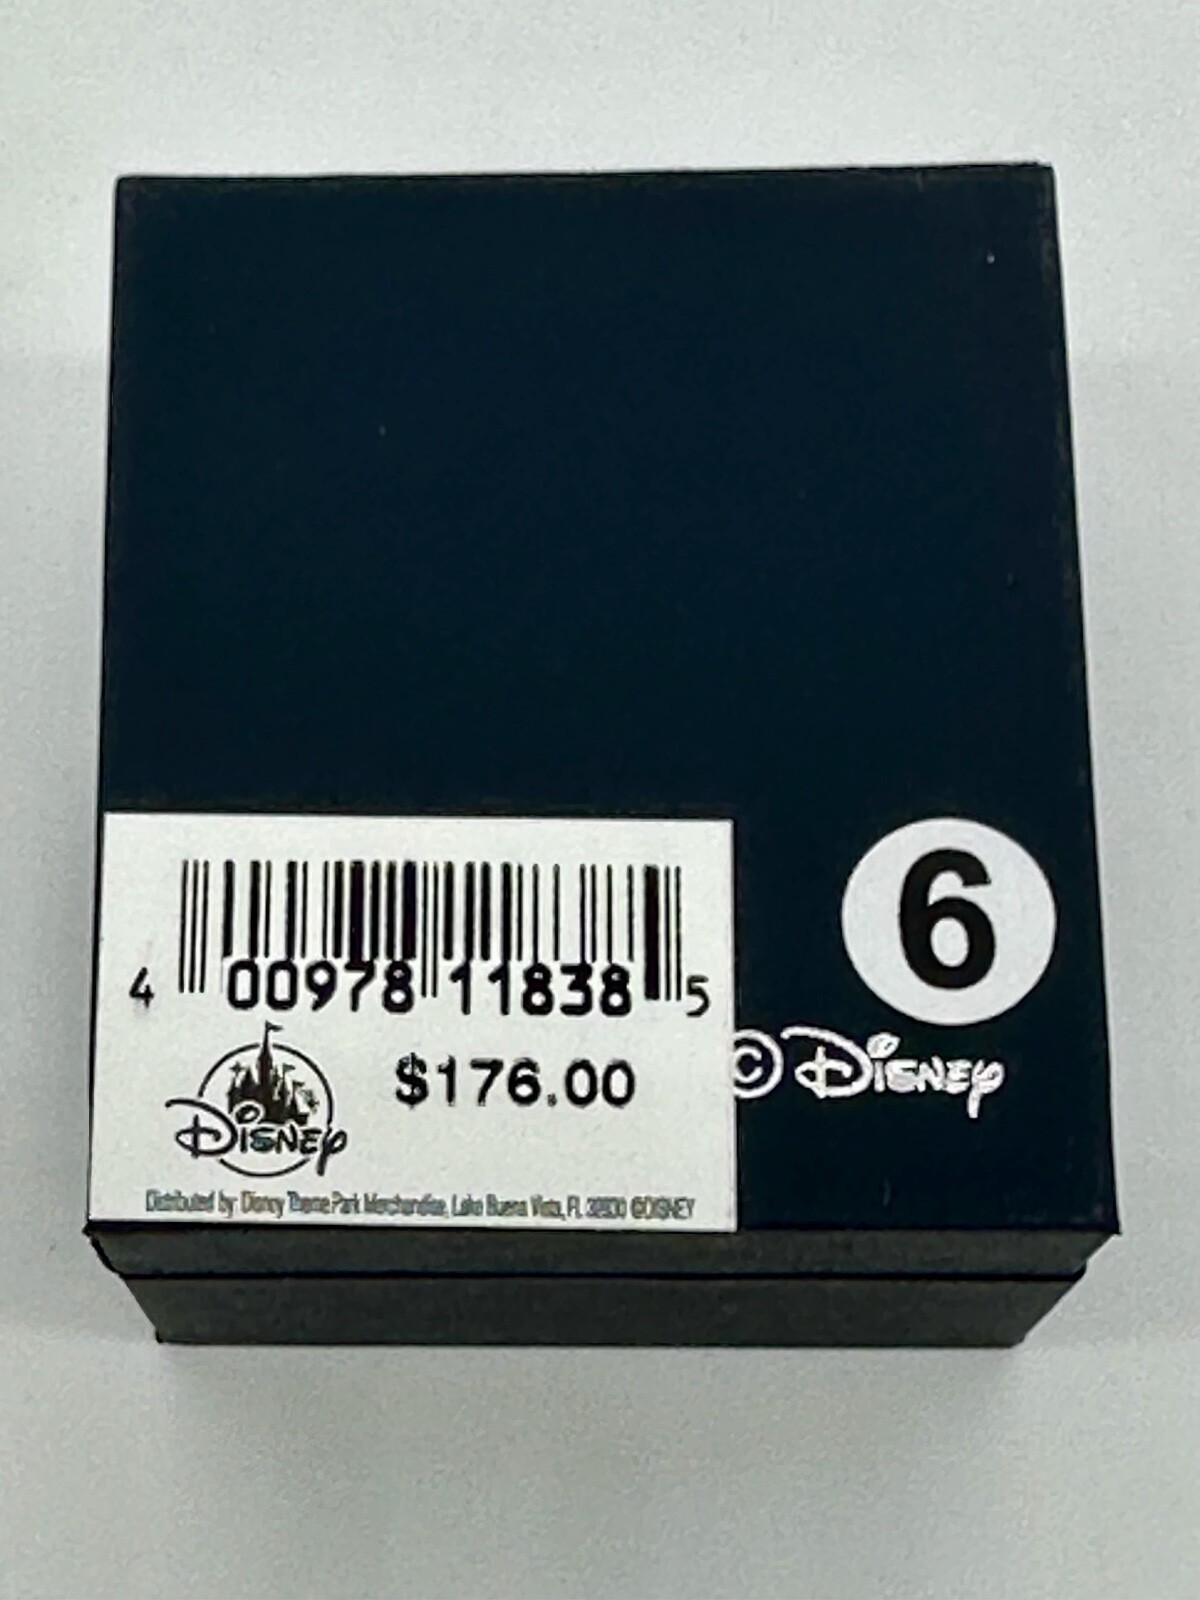 4 00978 11838 5
6
$176.00
© Disney
Disney
Distributed by Disney Theme Park Merchandise, Lake Buena Vista, FL ©DISNEY